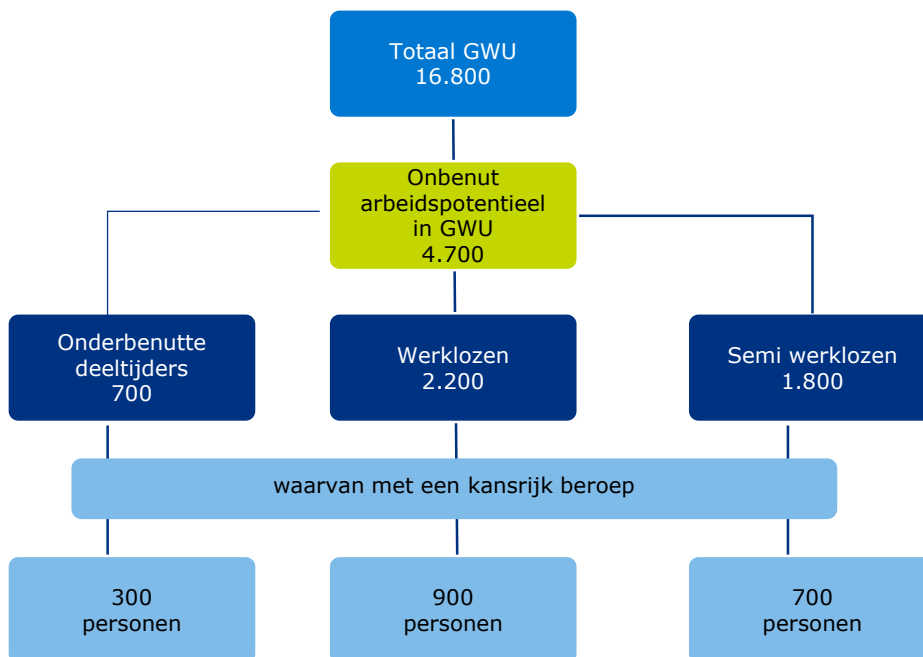 Totaal GWU
16.800
Onbenut
arbeidspotentieel
in GWU
4.700
Onderbenutte
deeltijders
700
Werklozen
2.200
Semi werklozen
1.800
waarvan met een kansrijk beroep
300
personen
900
personen
700
personen